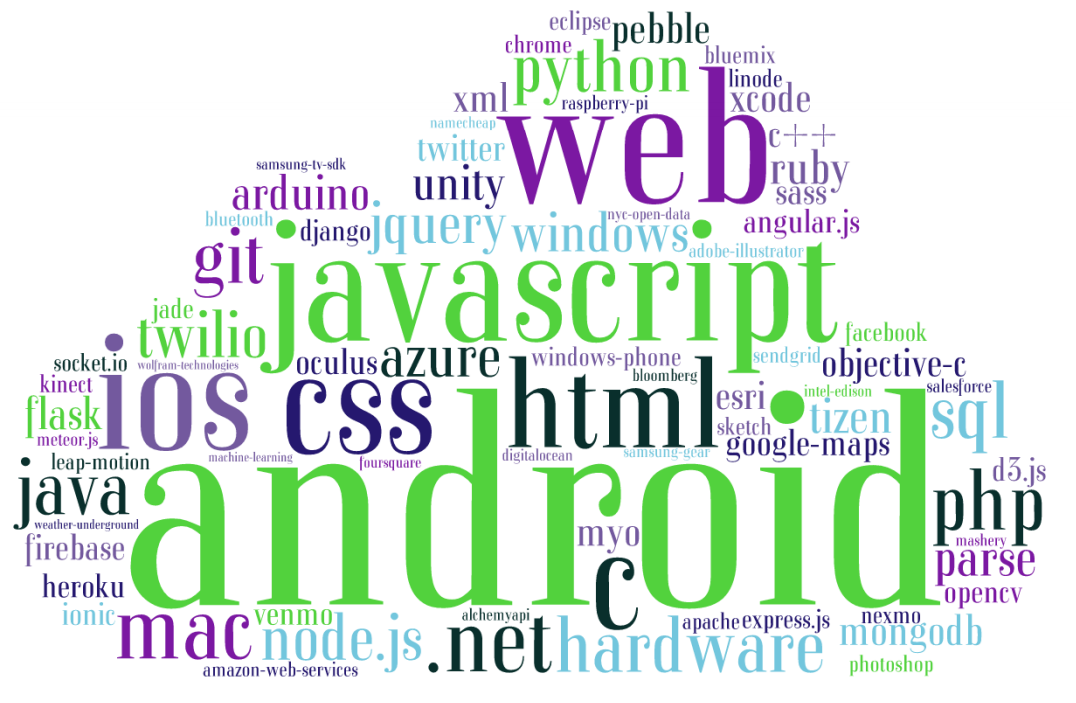 eclipse
pebble
chrome
python
bluemix
linode
xml
raspberry-pi
xcode
namecheap
web
c++
twitter
samsung-tv-sdk
unity
ruby
arduino
sass
bluetooth
django
jquery
windows
nyc-open-data
angular.js
git
javascript
adobe-illustrator
jade
twilio
facebook
socket.io
wolfram-technologies
oculus
azure
windows-phone
sendgrid
objective-c
kinect
ios
css
html
bloomberg
esri
intel-edison
salesforce
flask
tizen
sql
meteor.js
sketch
google-maps
leap-motion
machine-learning
foursquare
digitalocean
samsung-gear
java
android
d3.js
php
weather-underground
firebase
myo
mashery
parse
heroku
c
opencv
ionic
mac
venmo
node.js
alchemyapi
.net
hardware
apache
express.js
nexmo
mongodb
amazon-web-services
photoshop